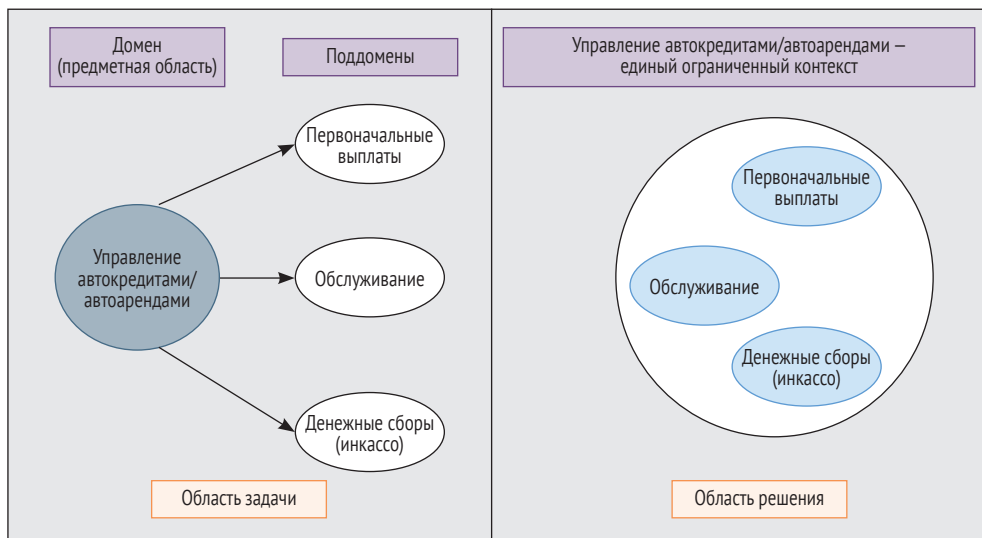 Домен
(предметная область)
Поддомены
Первоначальные
выплаты
Управление
автокредитами/
автоарендами
Обслуживание
Денежные сборы
(инкассо)
Область задачи
Управление автокредитами/автоарендами –
единый ограниченный контекст
Первоначальные
выплаты
Обслуживание
Денежные сборы
(инкассо)
Область решения